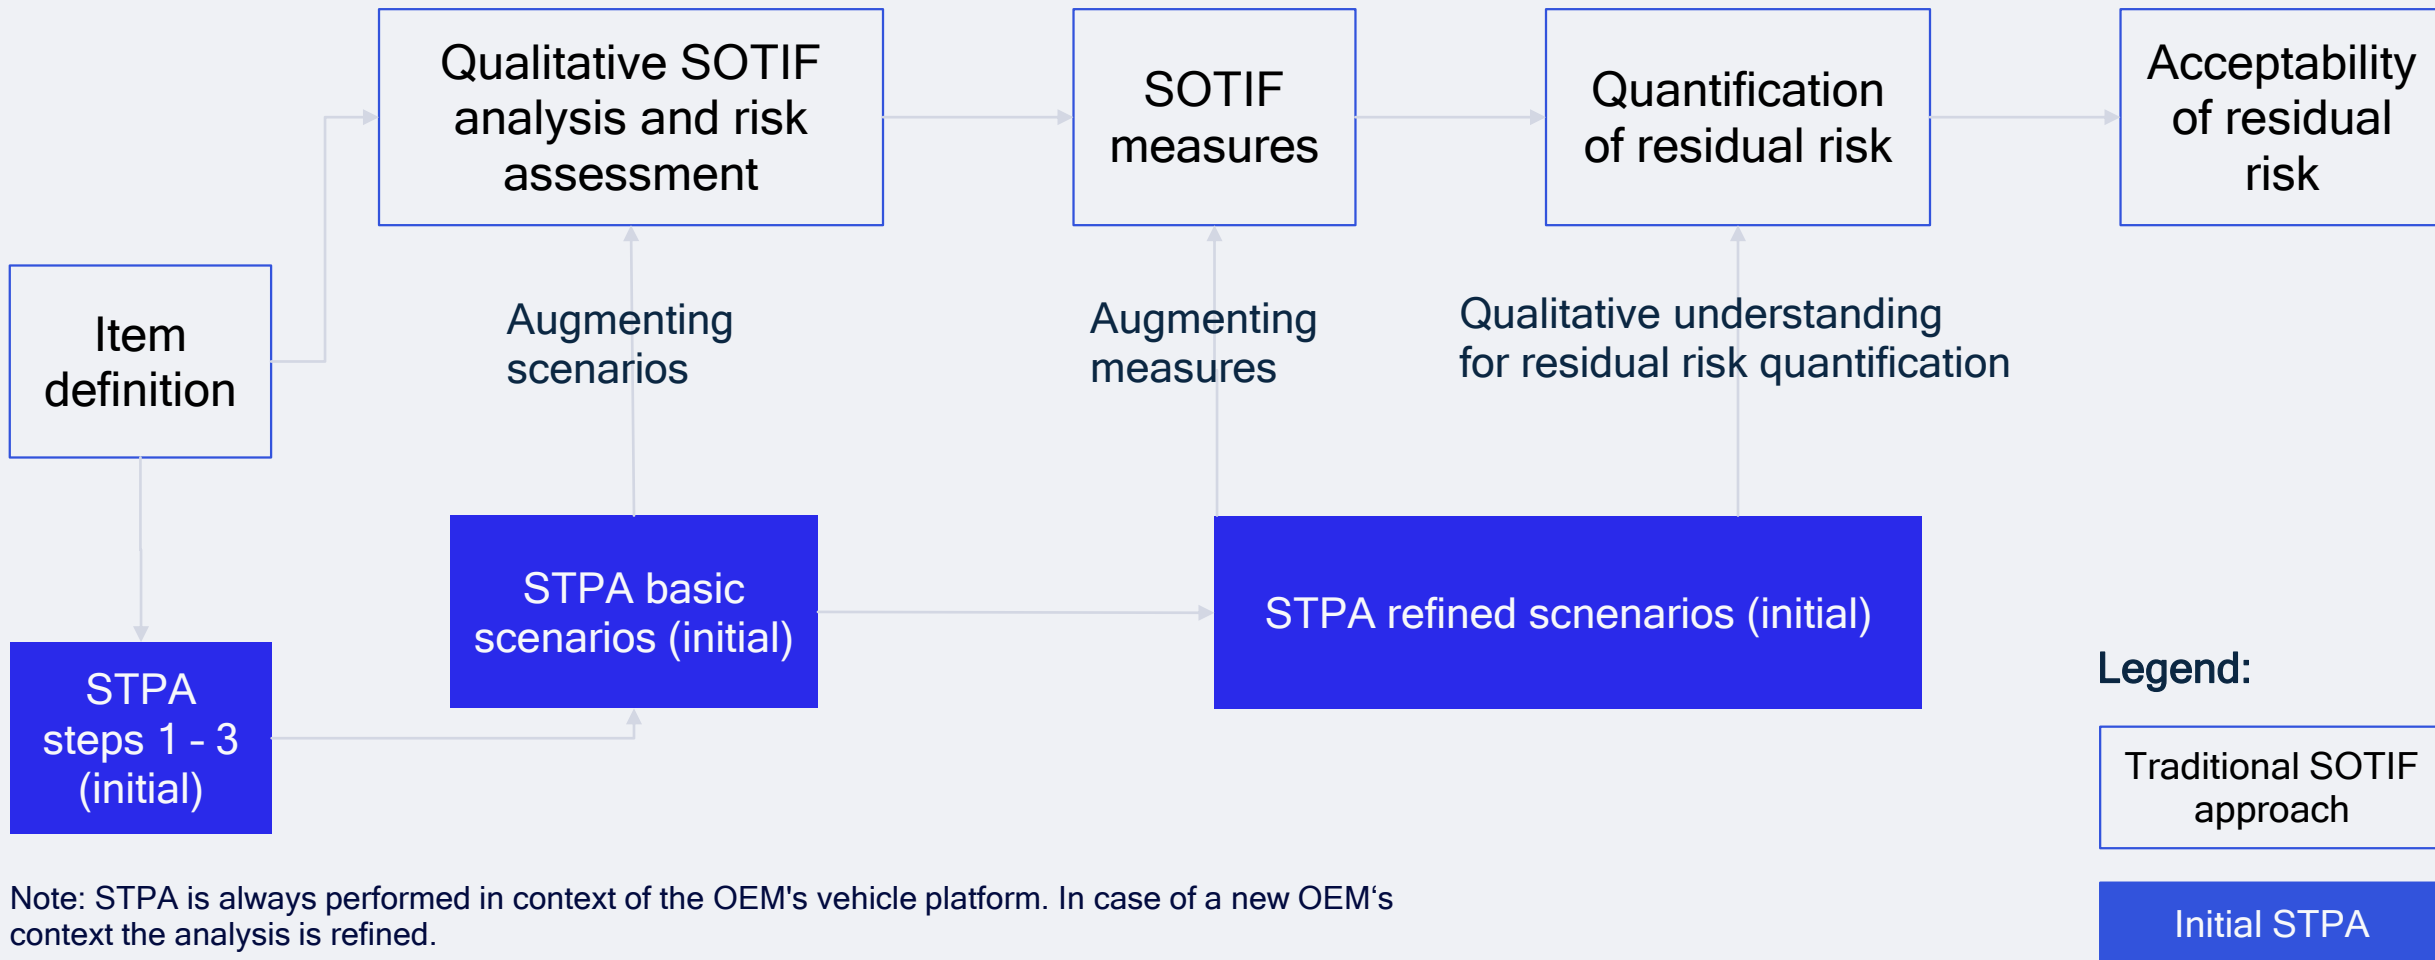 Qualitative SOTIF
analysis and risk
assessment
SOTIF
measures
Quantification
of residual risk
Acceptability
of residual
risk
Item
definition
Augmenting
scenarios
Augmenting
measures
Qualitative understanding
for residual risk quantification
STPA basic
scenarios (initial)
STPA refined scnenarios (initial)
STPA
steps 1 - 3
(initial)
Legend:
Traditional SOTIF
approach
Initial STPA
Note: STPA is always performed in context of the OEM's vehicle platform. In case of a new OEM‘s
context the analysis is refined.